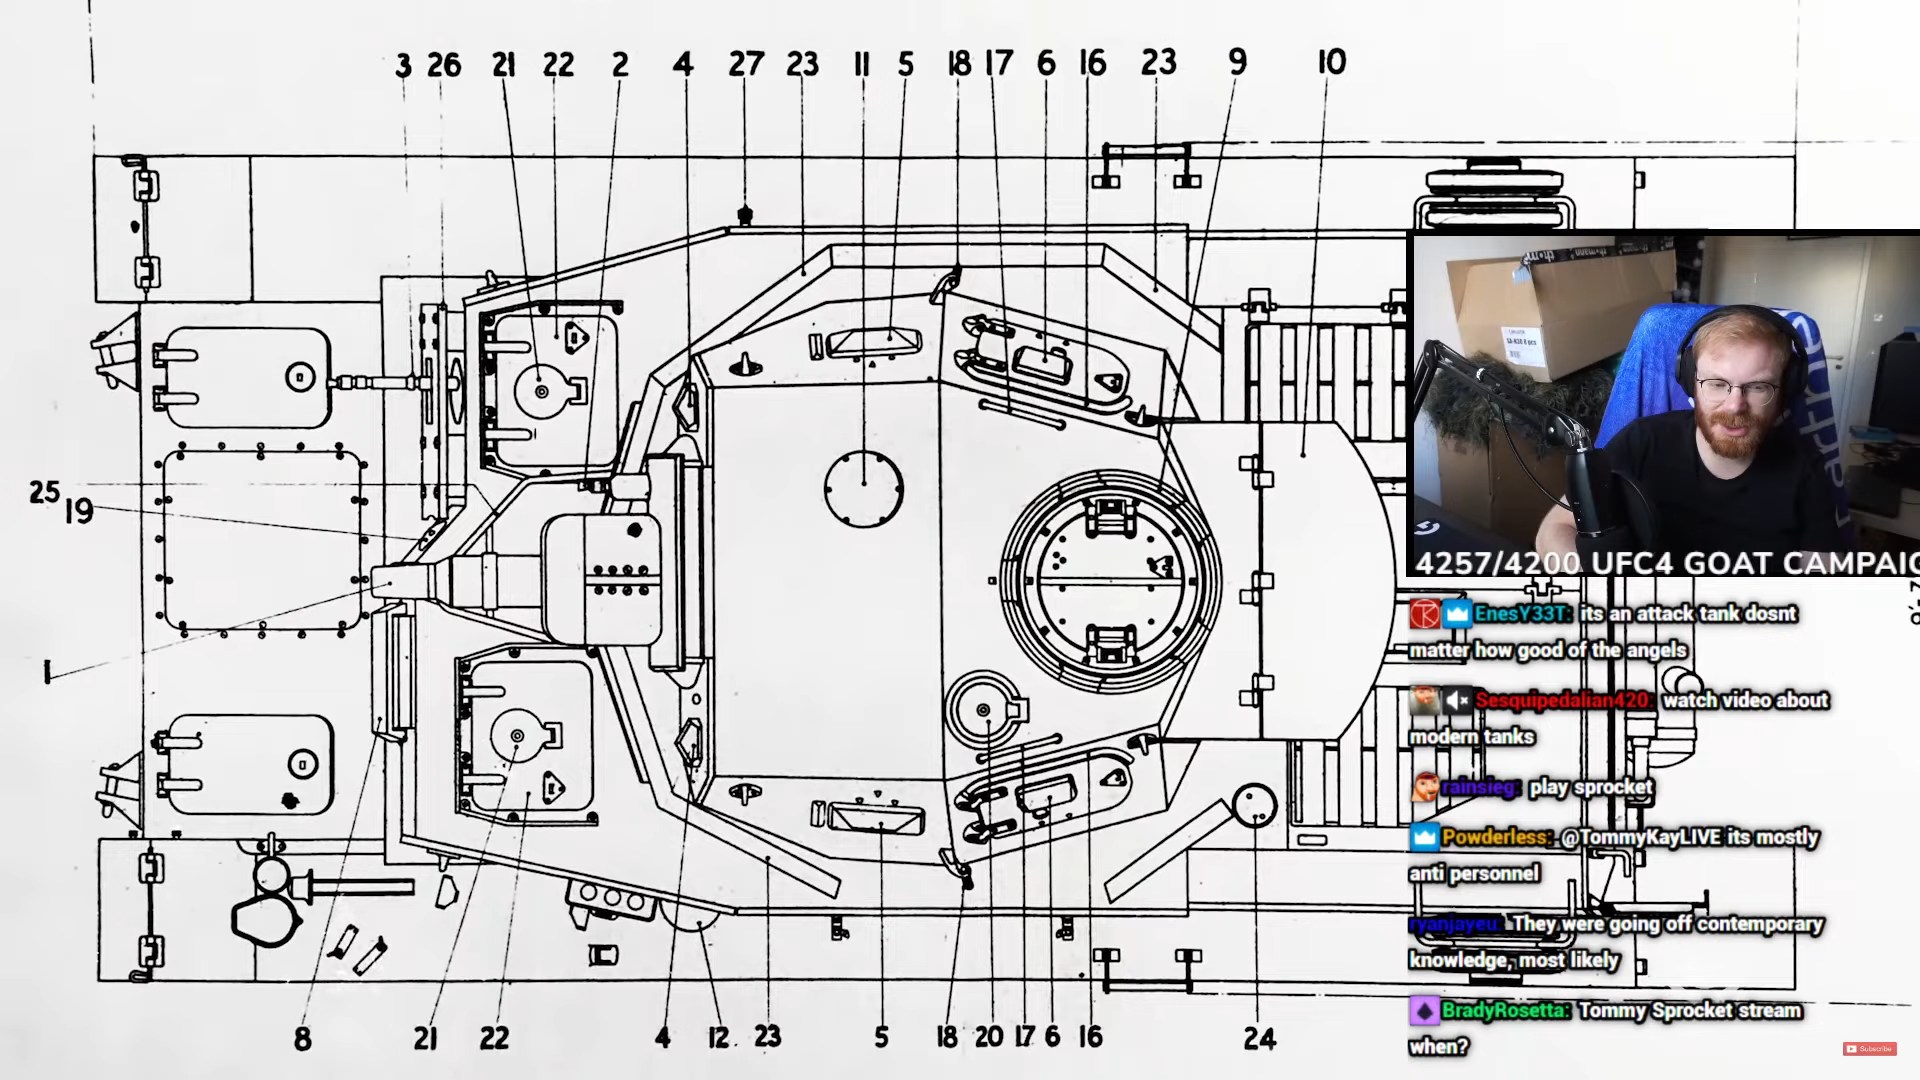 3 26 21 22 2 4 27 23 11 5 18 17 6 16 23 9 10
25
19
1
8 21 22 4 12 23 5 18 20 17 6 16 24
4257/4200 UFC4 GOAT CAMPAIG
EnesY33T: its an attack tank dosnt
matter how good of the angels
Sesquipedalian420: watch video about
modern tanks
rainsieg: play sprocket
Powderless: @TommyKayLIVE its mostly
anti personnel
ryanjayeu: They were going off contemporary
knowledge, most likely
BradyRosetta: Tommy Sprocket stream
when?
Subscribe